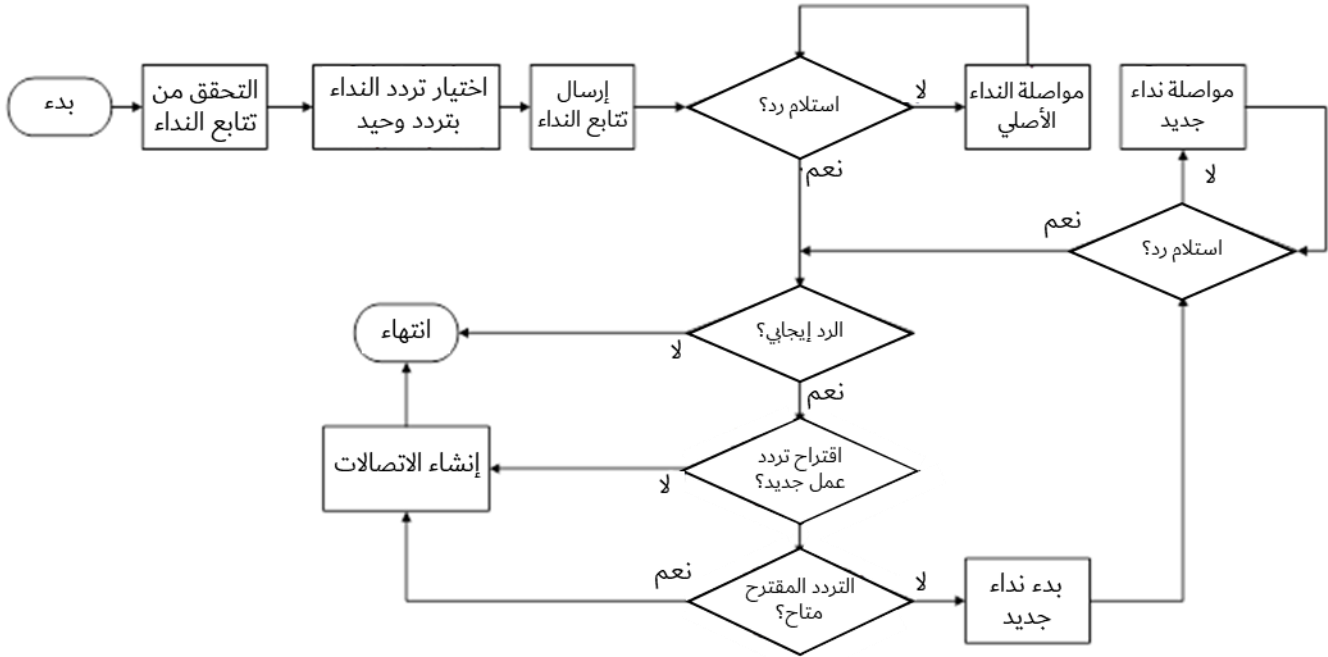 بدء
التحقق من
تتابع النداء
اختيار تردد النداء
بتردد وحيد
إرسال
تتابع النداء
استلام رد؟
لا
مواصلة النداء
الأصلي
نعم
مواصلة نداء
جديد
لا
استلام رد؟
نعم
الرد إيجابي؟
لا
انتهاء
نعم
اقتراح تردد
عمل جديد؟
لا
إنشاء الاتصالات
التردد المقترح
متاح؟
نعم
لا
بدء نداء
جديد